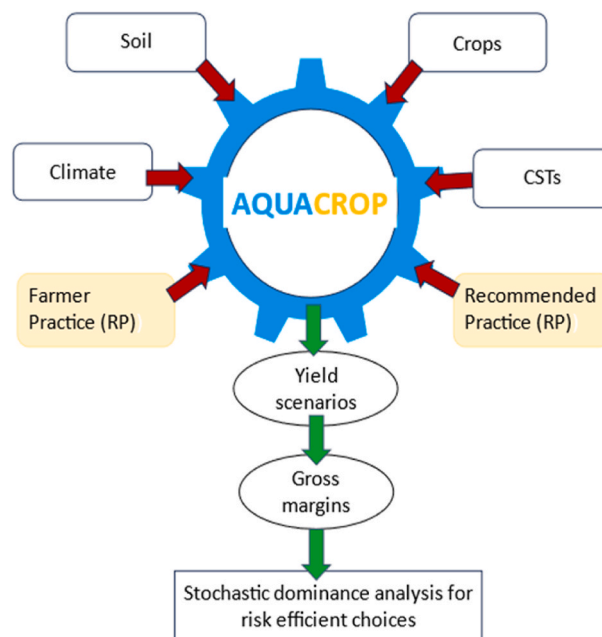 Soil
Crops
Climate
CSTs
AQUACROP
Farmer
Practice (RP)
Recommended
Practice (RP)
Yield
scenarios
Gross
margins
Stochastic dominance analysis for
risk efficient choices